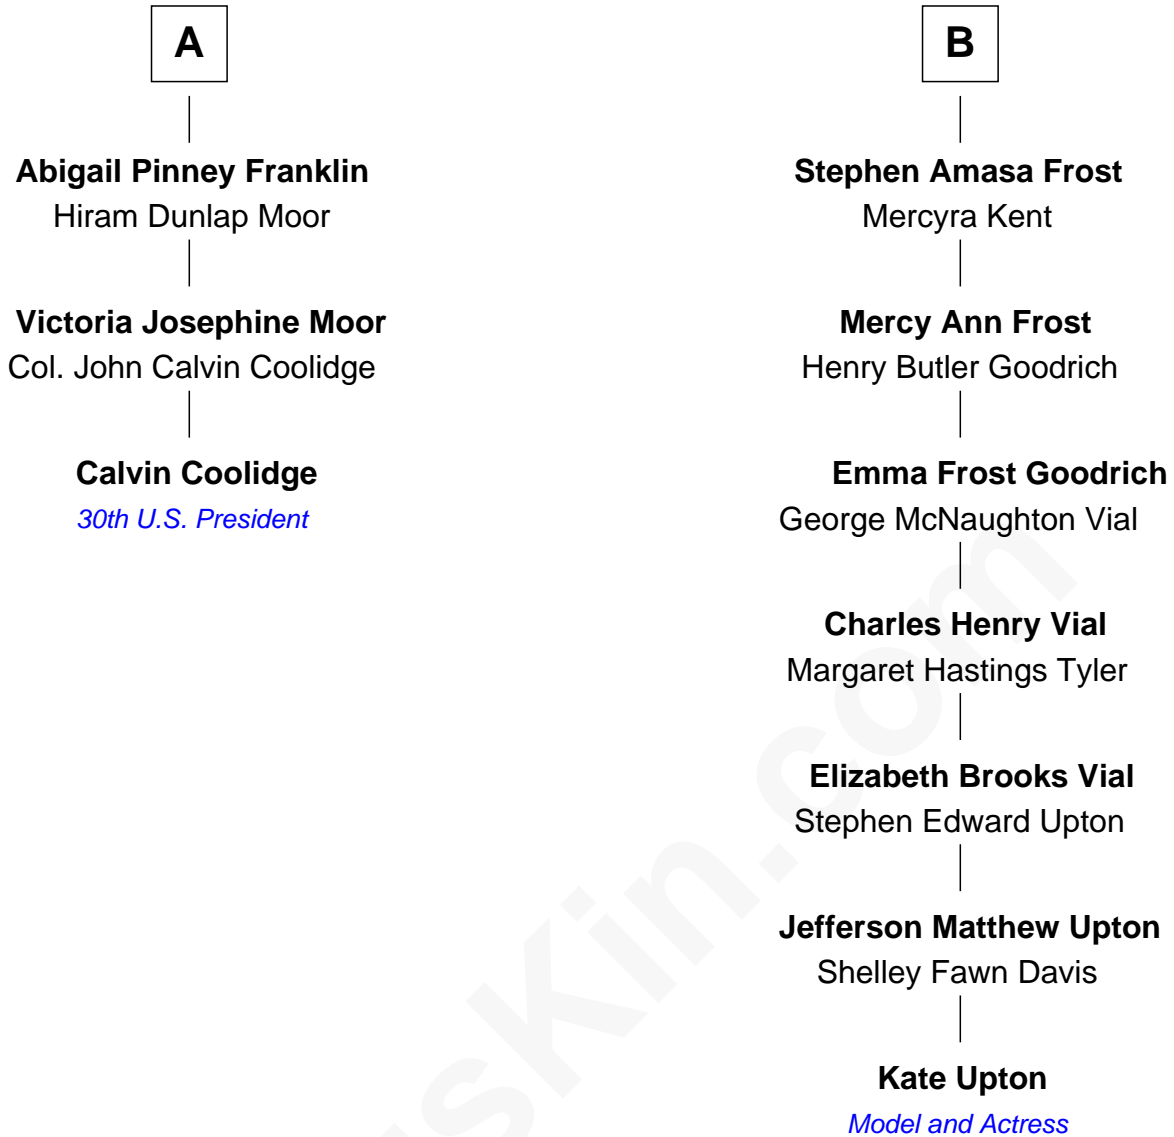 A
Abigail Pinney Franklin
Hiram Dunlap Moor
Victoria Josephine Moor
Col. John Calvin Coolidge
Calvin Coolidge
30th U.S. President
B
Stephen Amasa Frost
Mercyra Kent
Mercy Ann Frost
Henry Butler Goodrich
Emma Frost Goodrich
George McNaughton Vial
Charles Henry Vial
Margaret Hastings Tyler
Elizabeth Brooks Vial
Stephen Edward Upton
Jefferson Matthew Upton
Shelley Fawn Davis
Kate Upton
Model and Actress